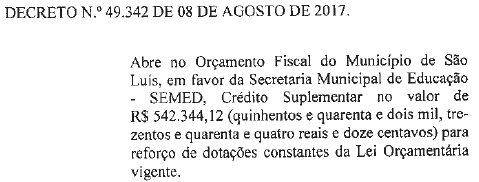 DECRETO N.º 49.342 DE 08 DE AGOSTO DE 2017.
Abre no Orçamento Fiscal do Município de São
Luís, em favor da Secretaria Municipal de Educação
- SEMED, Crédito Suplementar no valor de
R$ 542.344,12 (quinhentos e quarenta e dois mil, tre-
zentos e quarenta e quatro reais e doze centavos) para
reforço de dotações constantes da Lei Orçamentária
vigente.